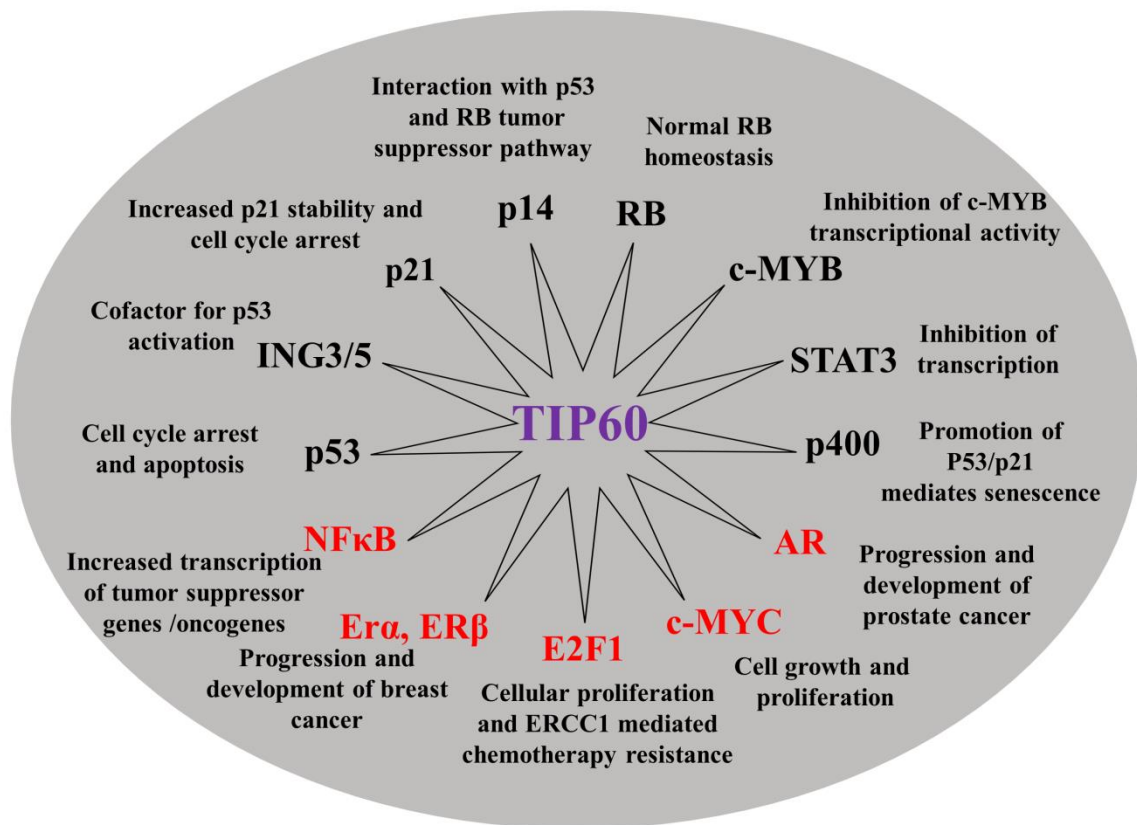 Interaction with p53
and RB tumor
suppressor pathway
p14
Normal RB
homeostasis
RB
Inhibition of c-MYB
transcriptional activity
c-MYB
Inhibition of
transcription
STAT3
Promotion of
P53/p21
mediates senescence
p400
AR
Progression and
development of
prostate cancer
c-MYC
Cell growth and
proliferation
E2F1
Cellular proliferation
and ERCC1 mediated
chemotherapy resistance
Erα, ERβ
Progression and
development of breast
cancer
NFκB
Increased transcription
of tumor suppressor
genes /oncogenes
Cell cycle arrest
and apoptosis
p53
Cofactor for p53
activation
ING3/5
Increased p21 stability and
cell cycle arrest
p21
TIP60